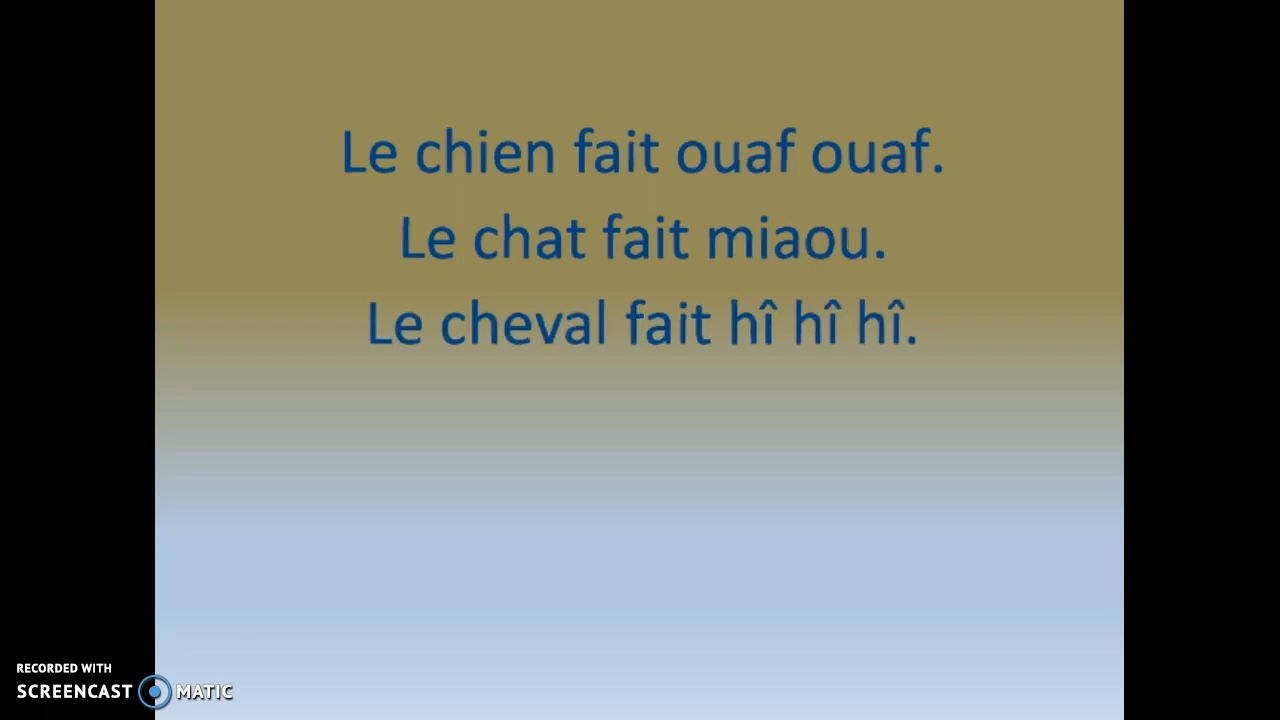 Le chien fait ouaf ouaf.
Le chat fait miaou.
Le cheval fait hî hî hî.
RECORDED WITH
SCREENCAST MATIC